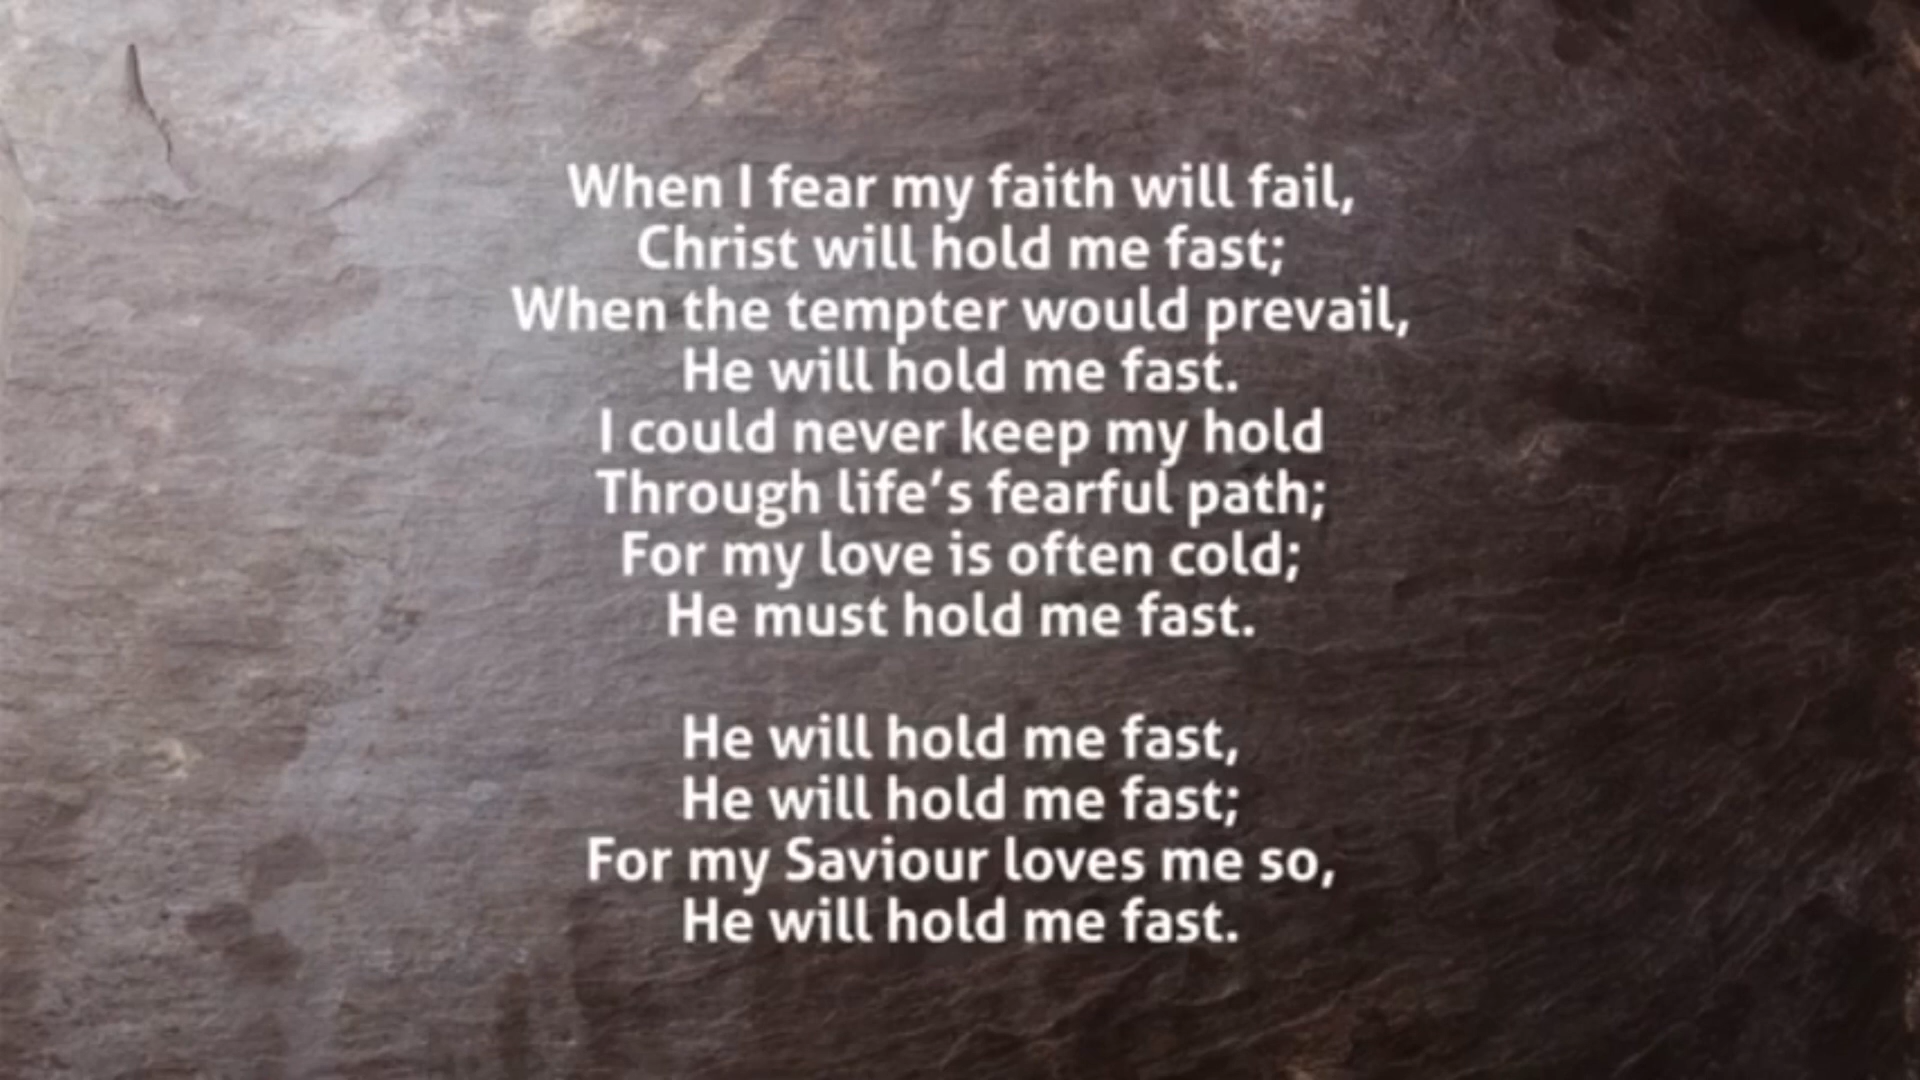 When I fear my faith will fail,
Christ will hold me fast;
When the tempter would prevail,
He will hold me fast.
I could never keep my hold
Through life’s fearful path;
For my love is often cold;
He must hold me fast.

He will hold me fast,
He will hold me fast;
For my Saviour loves me so,
He will hold me fast.